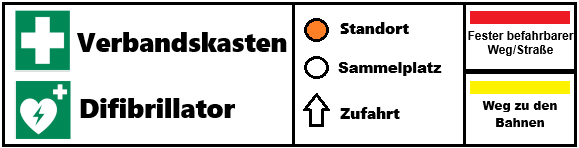 Verbandskasten
Difibrillator
Standort
Sammelplatz
Zufahrt
Fester befahrbarer
Weg/Straße
Weg zu den
Bahnen